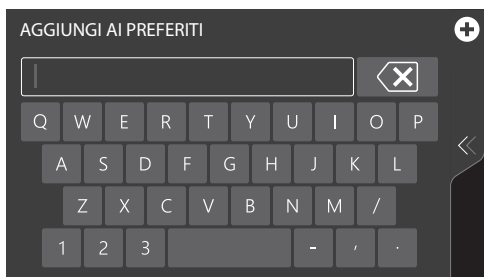 AGGIUNGI AI PREFERITI
Q W E R T Y U I O P
A S D F G H J K L
Z X C V B N M /
1 2 3 - , .